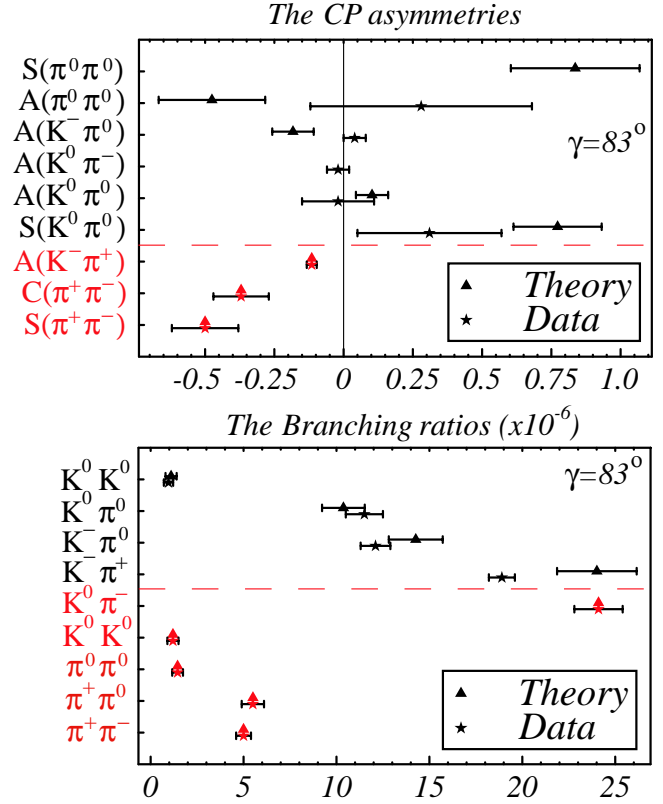 The CP asymmetries
S(π⁰π⁰)
A(π⁰π⁰)
A(K⁻π⁰)
γ=83°
A(K⁰π⁻)
A(K⁰π⁰)
S(K⁰π⁰)
A(K⁻π⁺)
C(π⁺π⁻)
S(π⁺π⁻)
Theory
Data
-0.5 -0.25 0 0.25 0.5 0.75 1.0
The Branching ratios (x10⁻⁶)
γ=83°
K⁰K⁰
K⁰π⁰
K⁻π⁰
K⁻π⁺
K⁰π⁻
K⁰K⁰
π⁰π⁰
π⁺π⁰
π⁺π⁻
Theory
Data
0 5 10 15 20 25